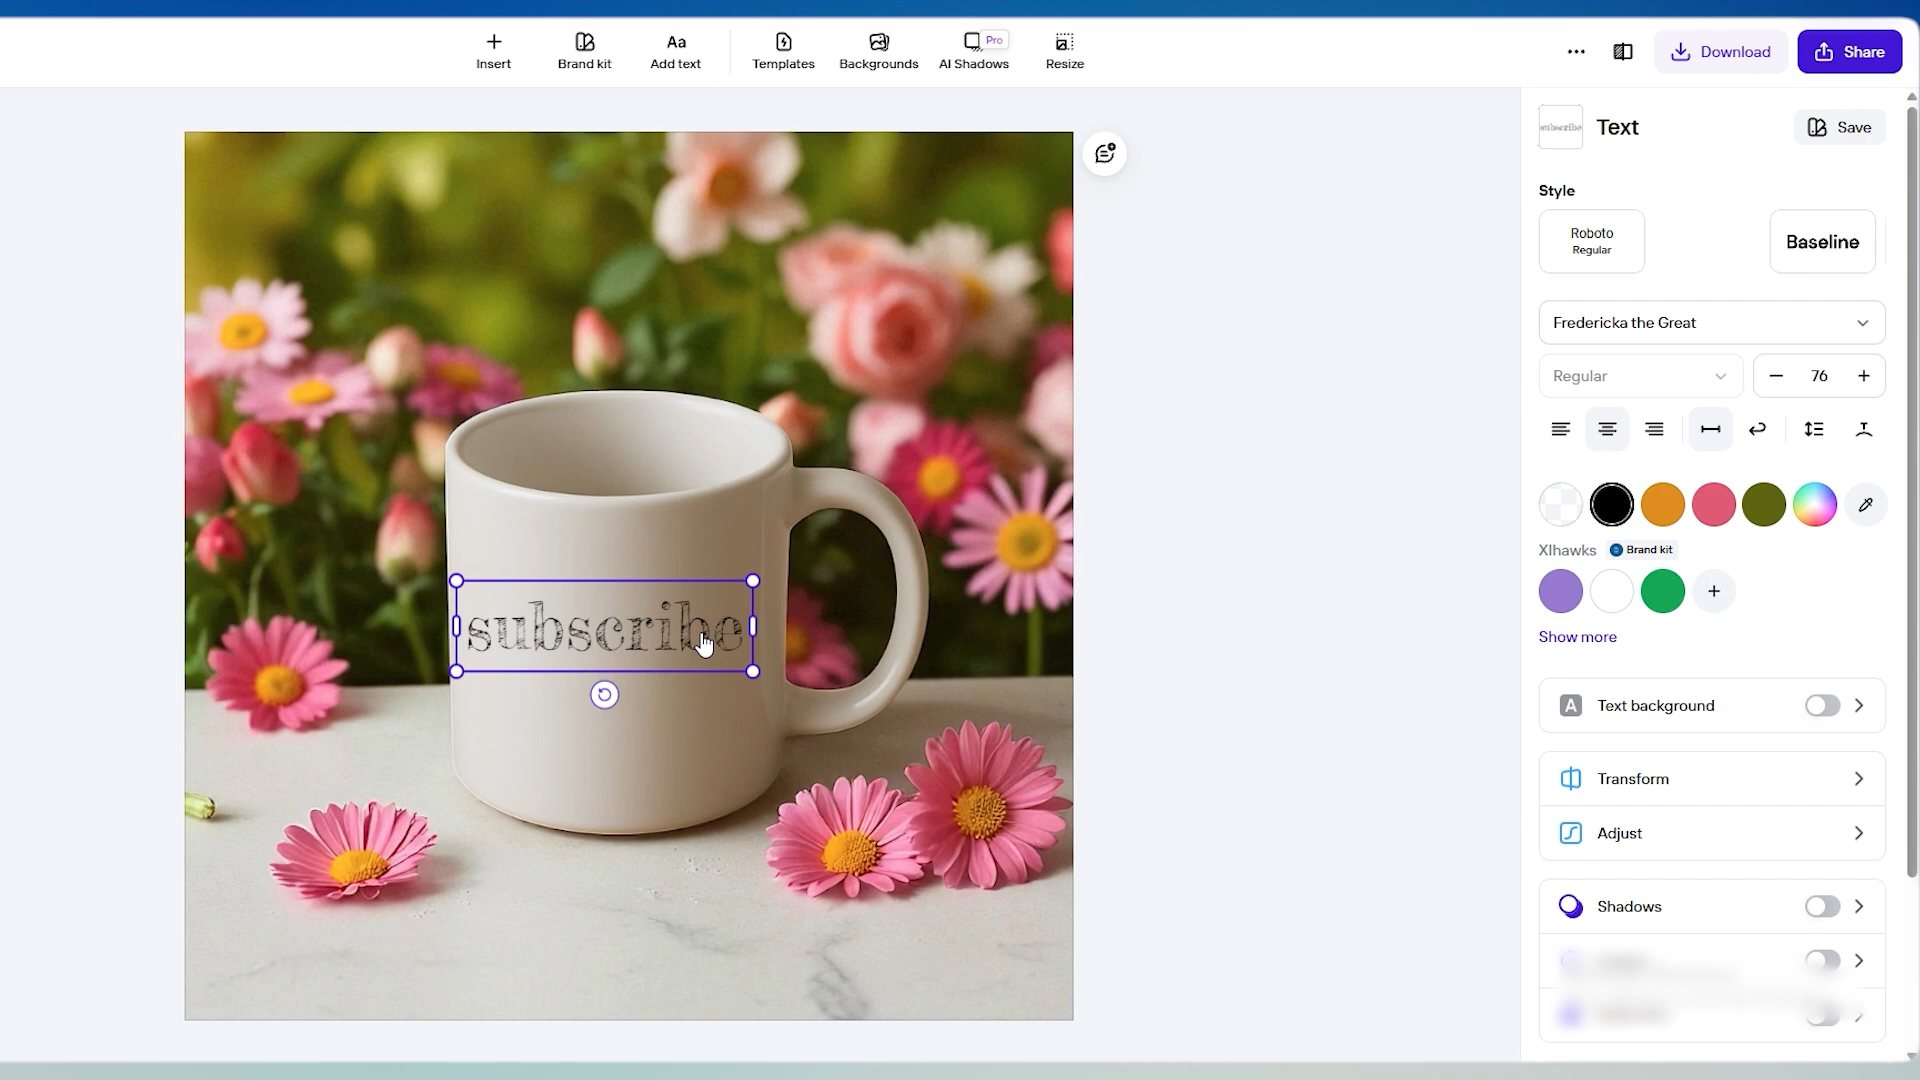 Insert
Brand kit
Aa
Add text
Templates
Backgrounds
Pro
AI Shadows
Resize
Download
Share
subscribe
Text
Save
Style
Roboto
Regular
Baseline
Fredericka the Great
Regular
76
Xlhawks
Brand kit
Show more
A
Text background
Transform
Adjust
Shadows
subscribe